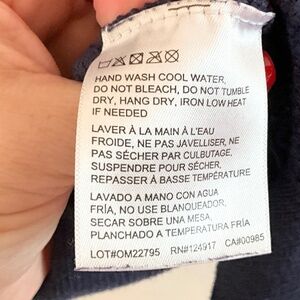 HAND WASH COOL WATER,
DO NOT BLEACH, DO NOT TUMBLE
DRY, HANG DRY, IRON LOW HEAT
IF NEEDED
LAVER À LA MAIN À L'EAU
FROIDE, NE PAS JAVELLISER, NE
PAS SÉCHER PAR CULBUTAGE,
SUSPENDRE POUR SÉCHER,
REPASSER À BASSE TEMPÉRATURE
LAVADO A MANO CON AGUA
FRÍA, NO USE BLANQUEADOR,
SECAR SOBRE UNA MESA,
PLANCHADO A TEMPERATURA FRÍA
LOT#OM22795 RN#124917 CA#00985